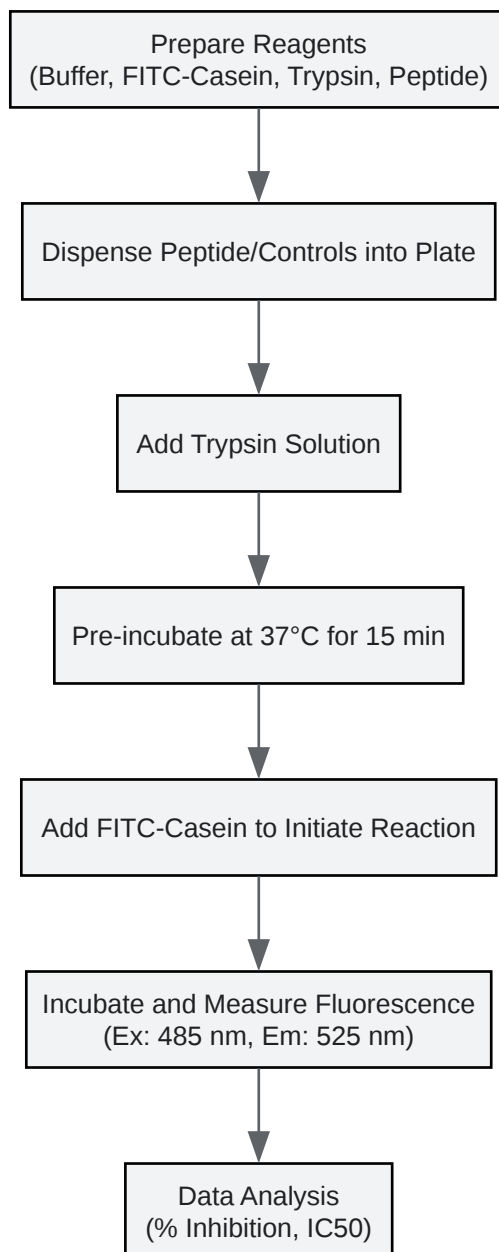 Prepare Reagents
(Buffer, FITC-Casein, Trypsin, Peptide)
Dispense Peptide/Controls into Plate
Add Trypsin Solution
Pre-incubate at 37°C for 15 min
Add FITC-Casein to Initiate Reaction
Incubate and Measure Fluorescence
(Ex: 485 nm, Em: 525 nm)
Data Analysis
(% Inhibition, IC50)